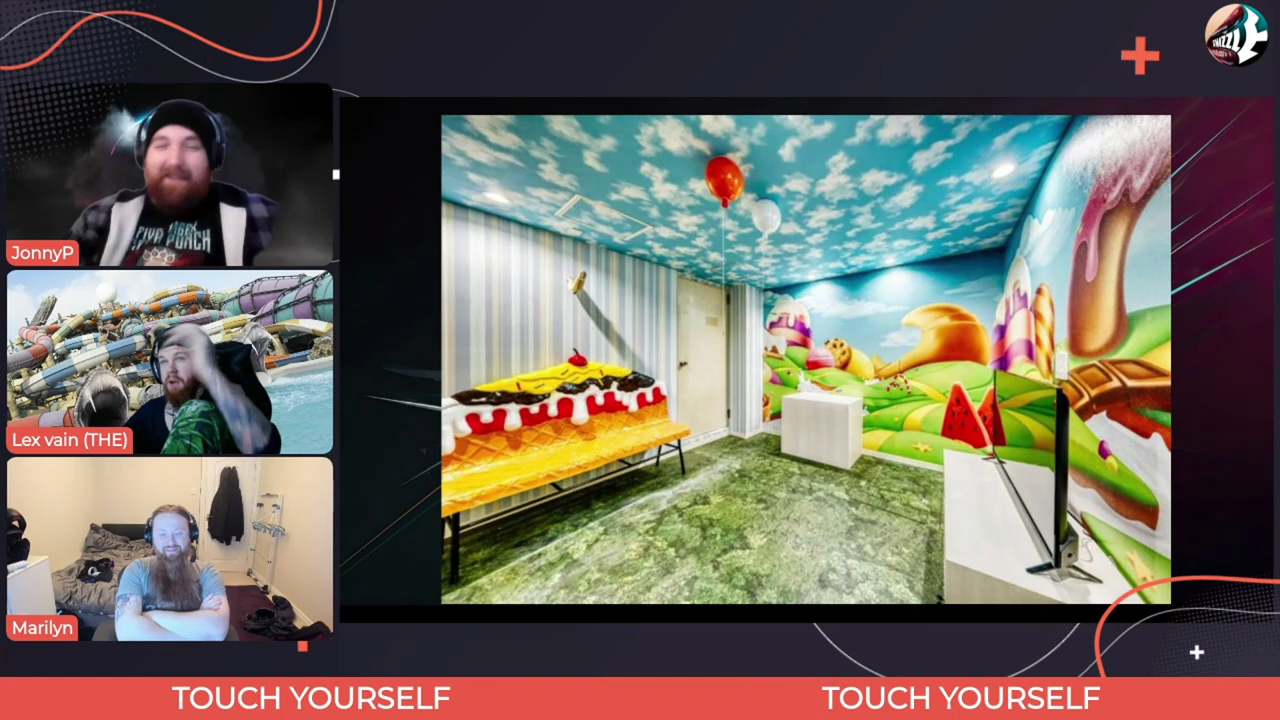 JonnyP
Lex vain (THE)
Marilyn
TOUCH YOURSELF
TOUCH YOURSELF